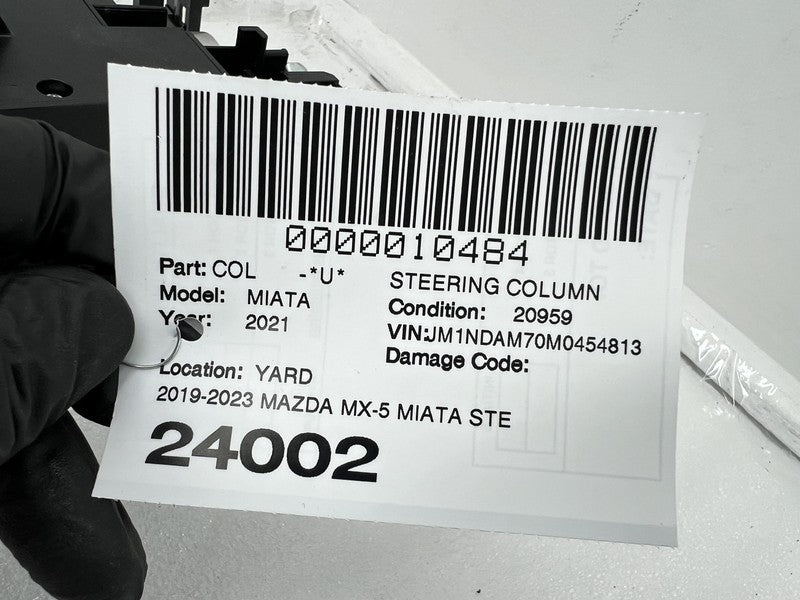 0000010484
Part: COL -*U* STEERING COLUMN
Model: MIATA Condition: 20959
Year: 2021 VIN:JM1NDAM70M0454813
Damage Code:
Location: YARD
2019-2023 MAZDA MX-5 MIATA STE
24002